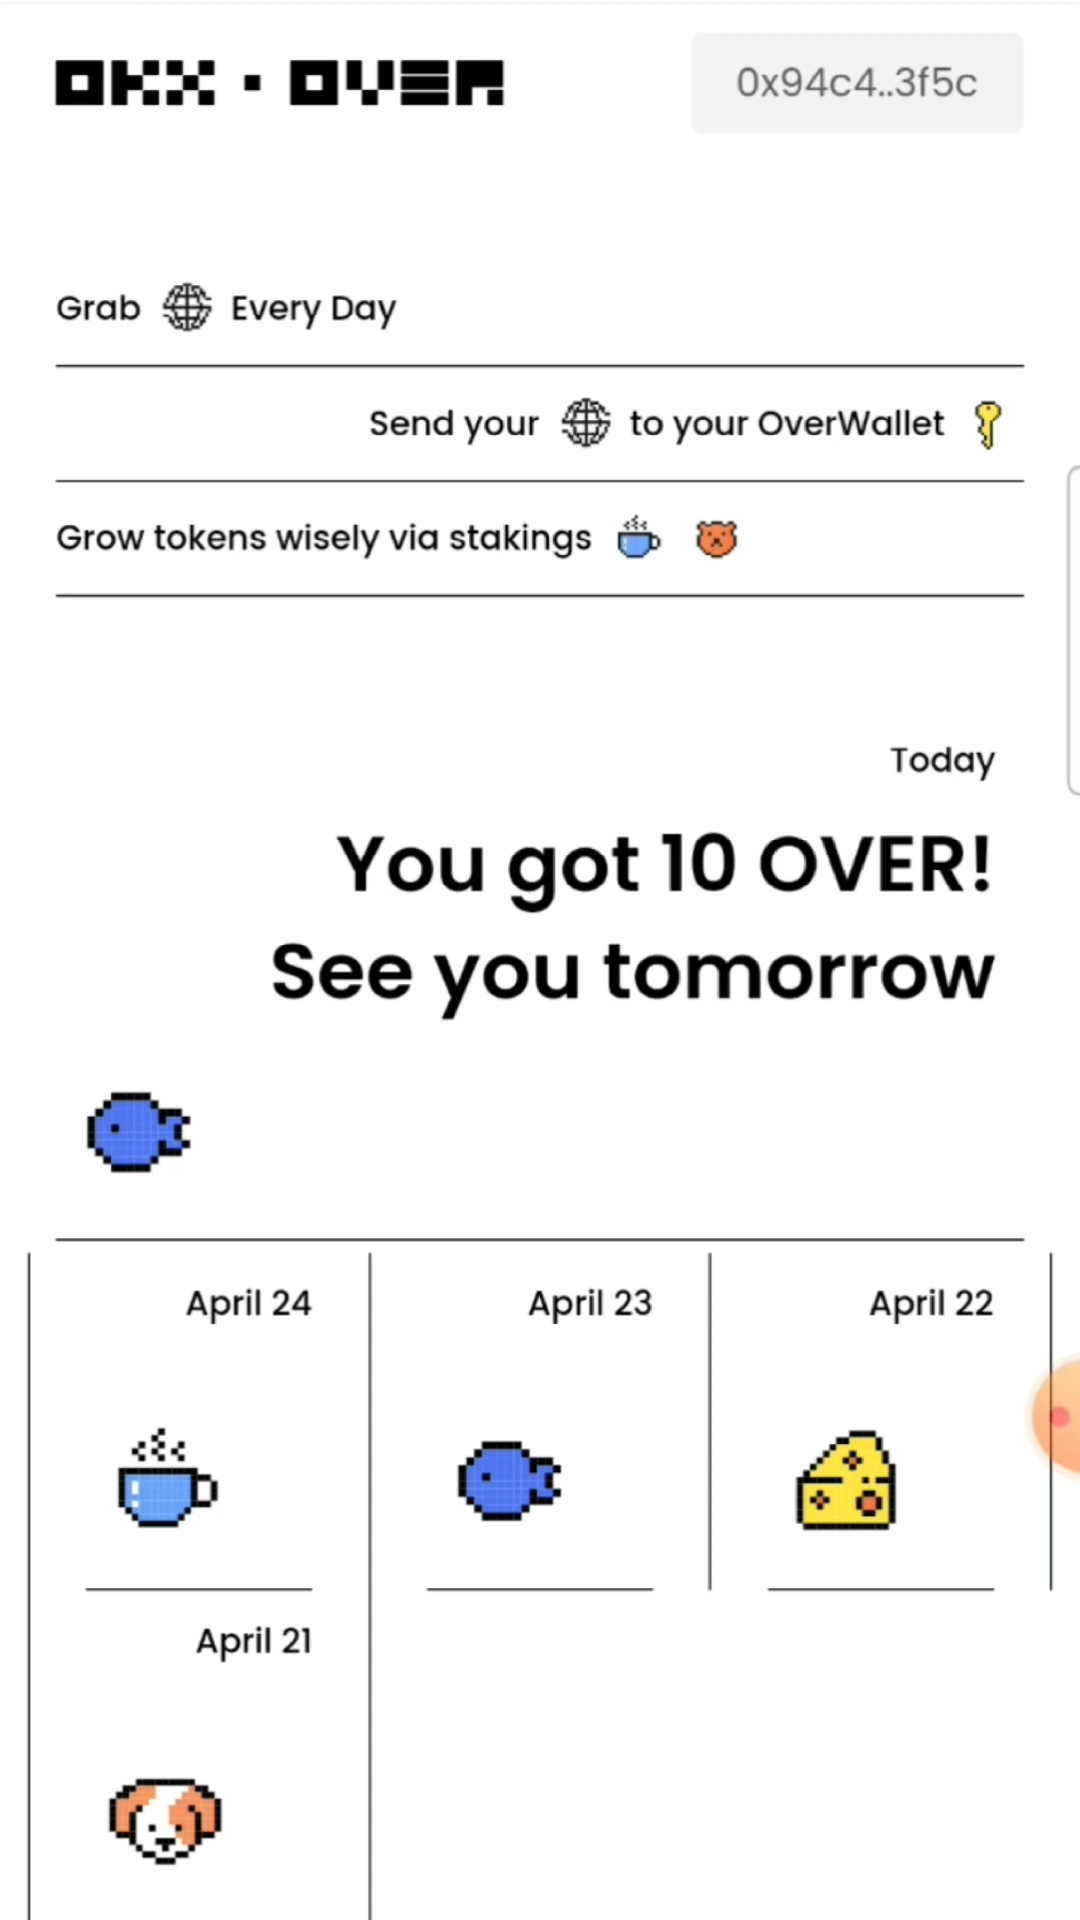 OKX · OVER
0x94c4..3f5c
Grab Every Day
Send your to your OverWallet
Grow tokens wisely via stakings
Today
You got 10 OVER!
See you tomorrow
April 24
April 23
April 22
April 21